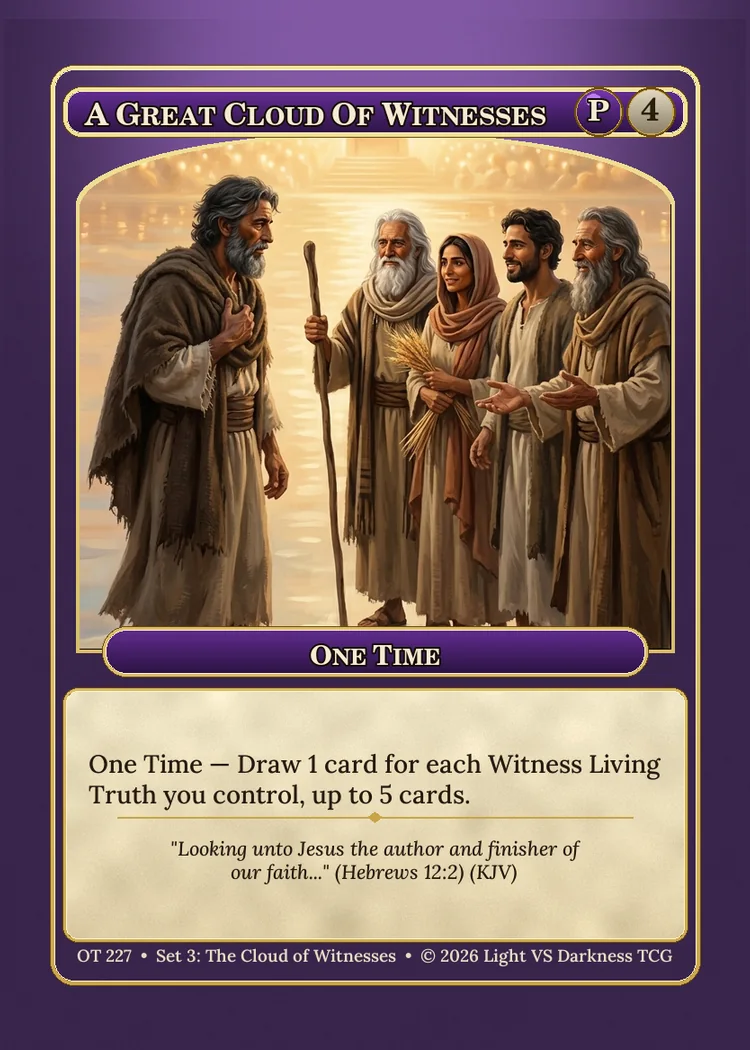 A Great Cloud Of Witnesses P 4
One Time
One Time — Draw 1 card for each Witness Living
Truth you control, up to 5 cards.
"Looking unto Jesus the author and finisher of
our faith..." (Hebrews 12:2) (KJV)
OT 227 • Set 3: The Cloud of Witnesses • © 2026 Light VS Darkness TCG